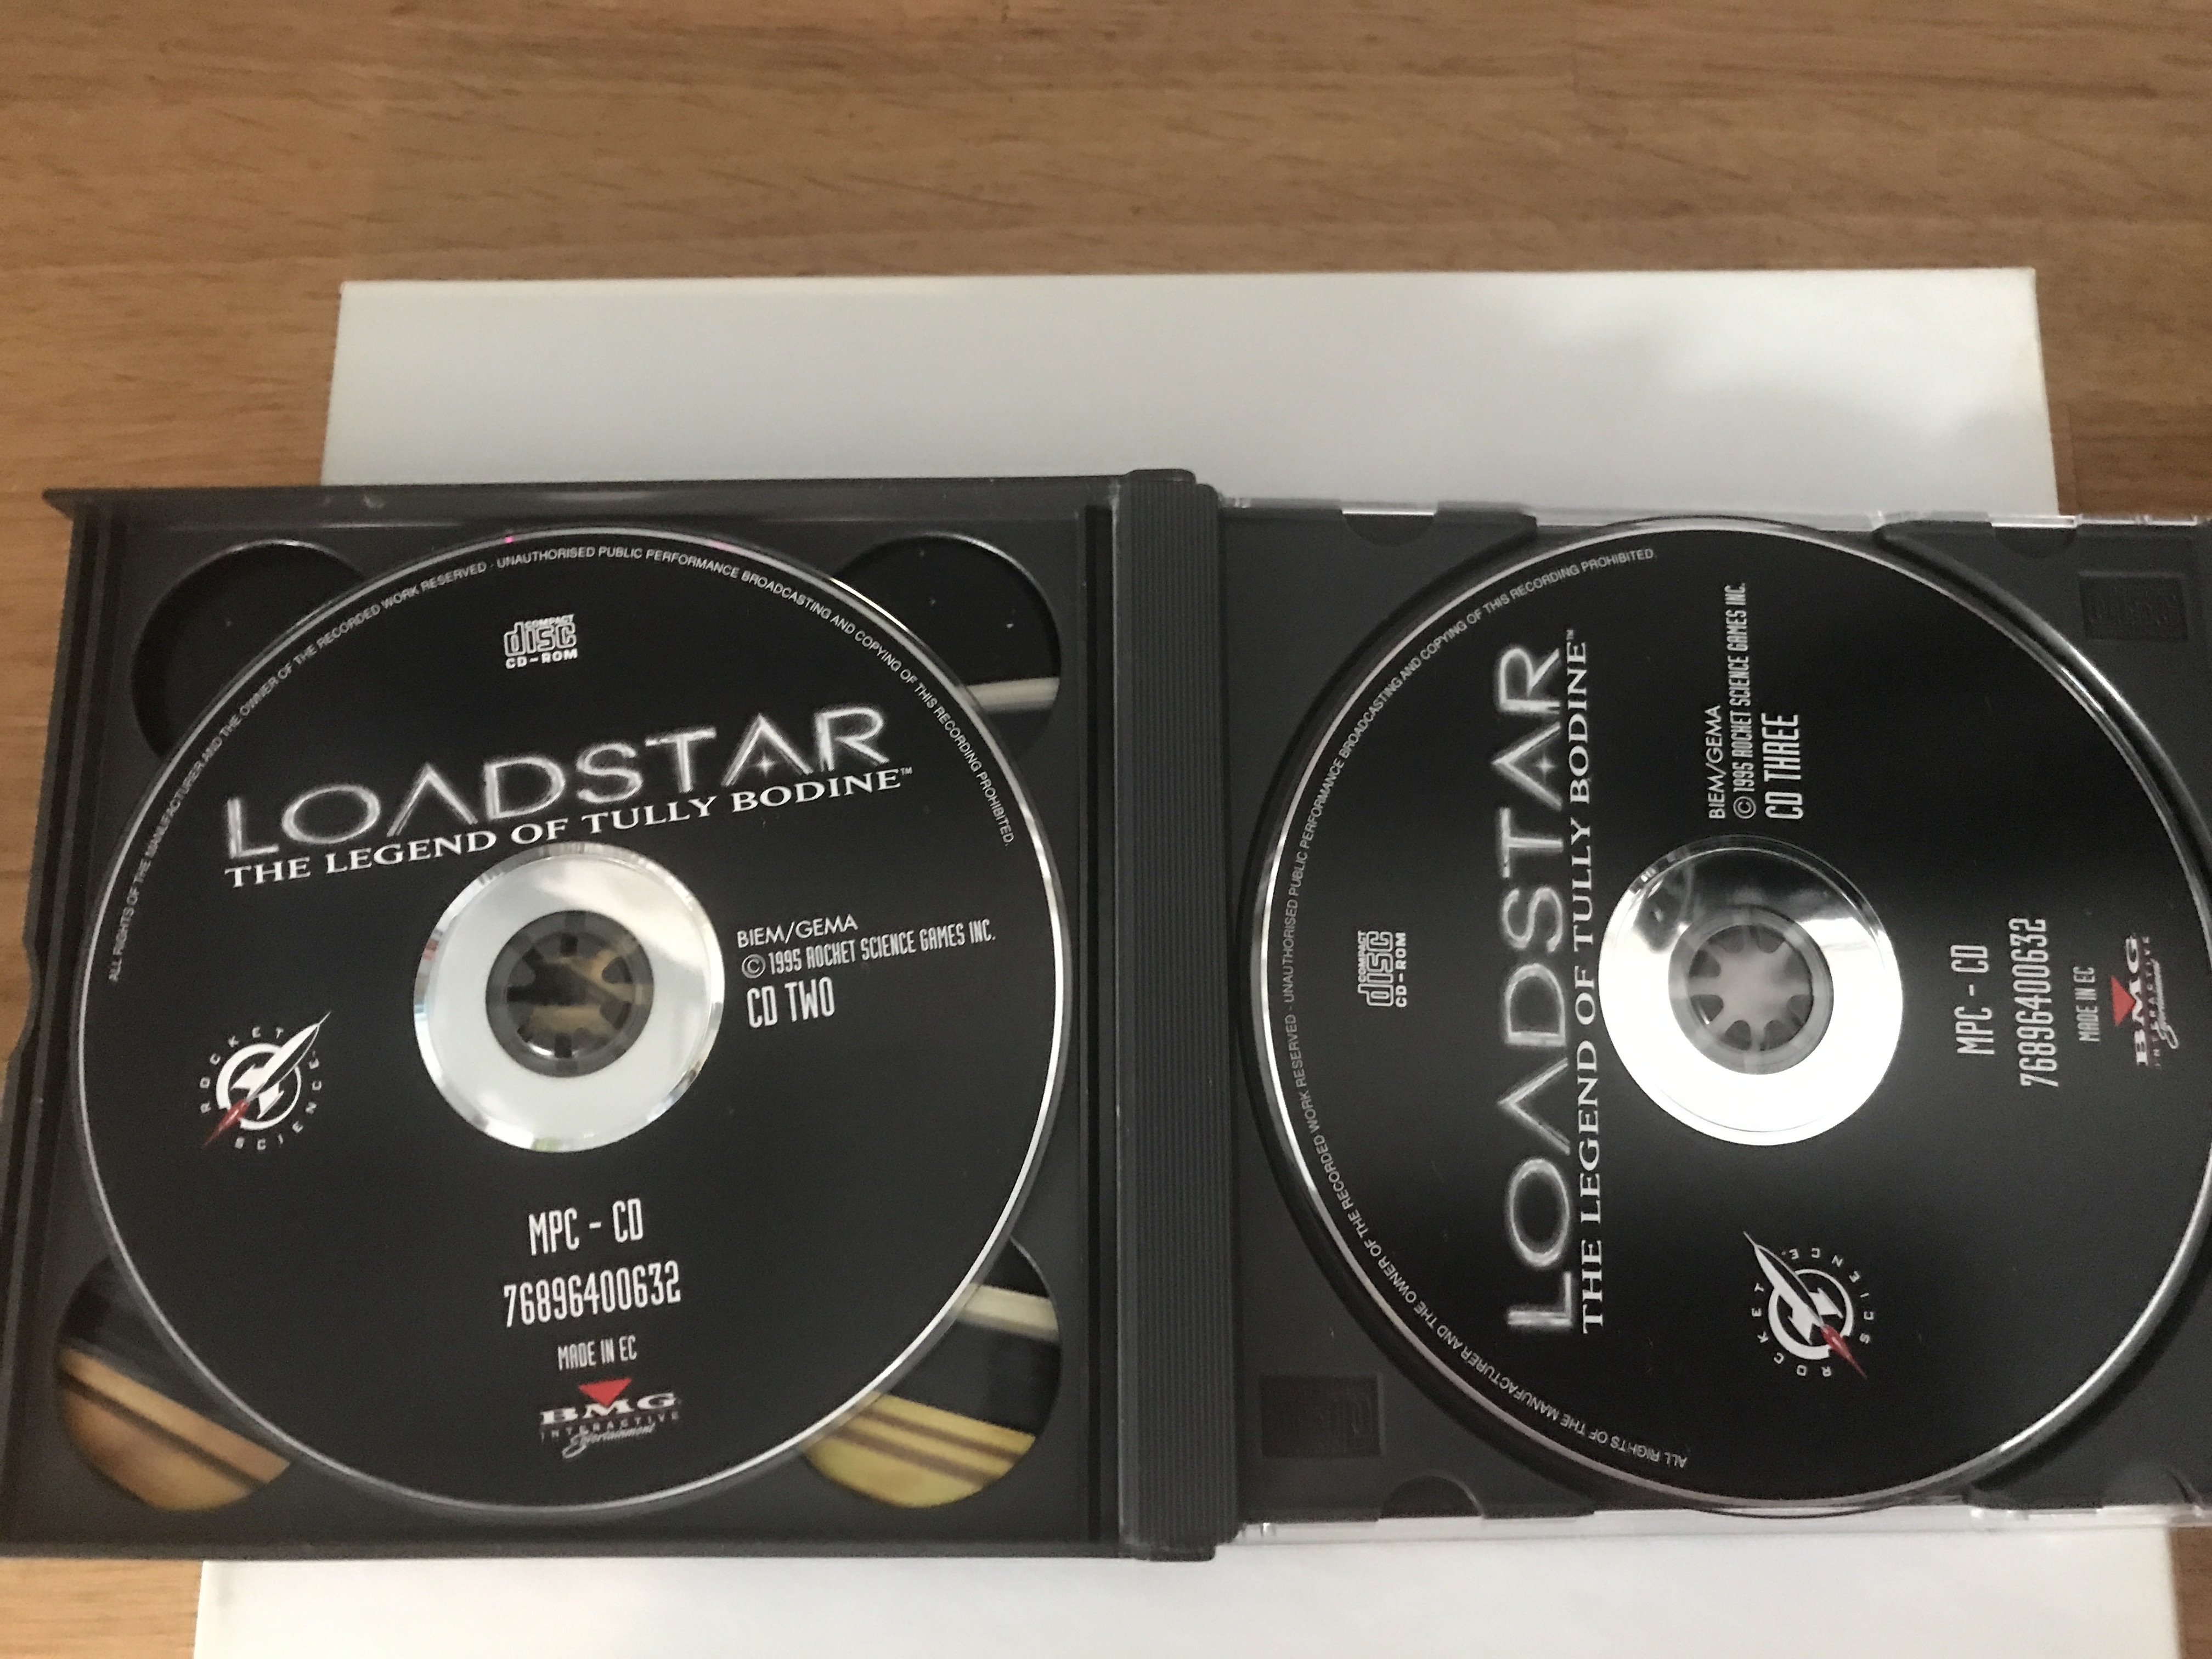 ALL RIGHTS OF THE MANUFACTURER AND THE OWNER OF THE RECORDED WORK RESERVED · UNAUTHORISED PUBLIC PERFORMANCE BROADCASTING AND COPYING OF THIS RECORDING PROHIBITED.
COMPACT
disc
CD-ROM
LOADSTAR
THE LEGEND OF TULLY BODINE™
BIEM/GEMA
© 1995 ROCKET SCIENCE GAMES INC.
CD TWO
ROCKET
SCIENCE
MPC - CD
76896400632
MADE IN EC
BMG
INTERACTIVE
Entertainment
ALL RIGHTS OF THE MANUFACTURER AND THE OWNER OF THE RECORDED WORK RESERVED · UNAUTHORISED PUBLIC PERFORMANCE BROADCASTING AND COPYING OF THIS RECORDING PROHIBITED.
COMPACT
disc
CD-ROM
LOADSTAR
THE LEGEND OF TULLY BODINE™
BIEM/GEMA
© 1995 ROCKET SCIENCE GAMES INC.
CD THREE
ROCKET
SCIENCE
MPC - CD
76896400632
MADE IN EC
BMG
INTERACTIVE
Entertainment